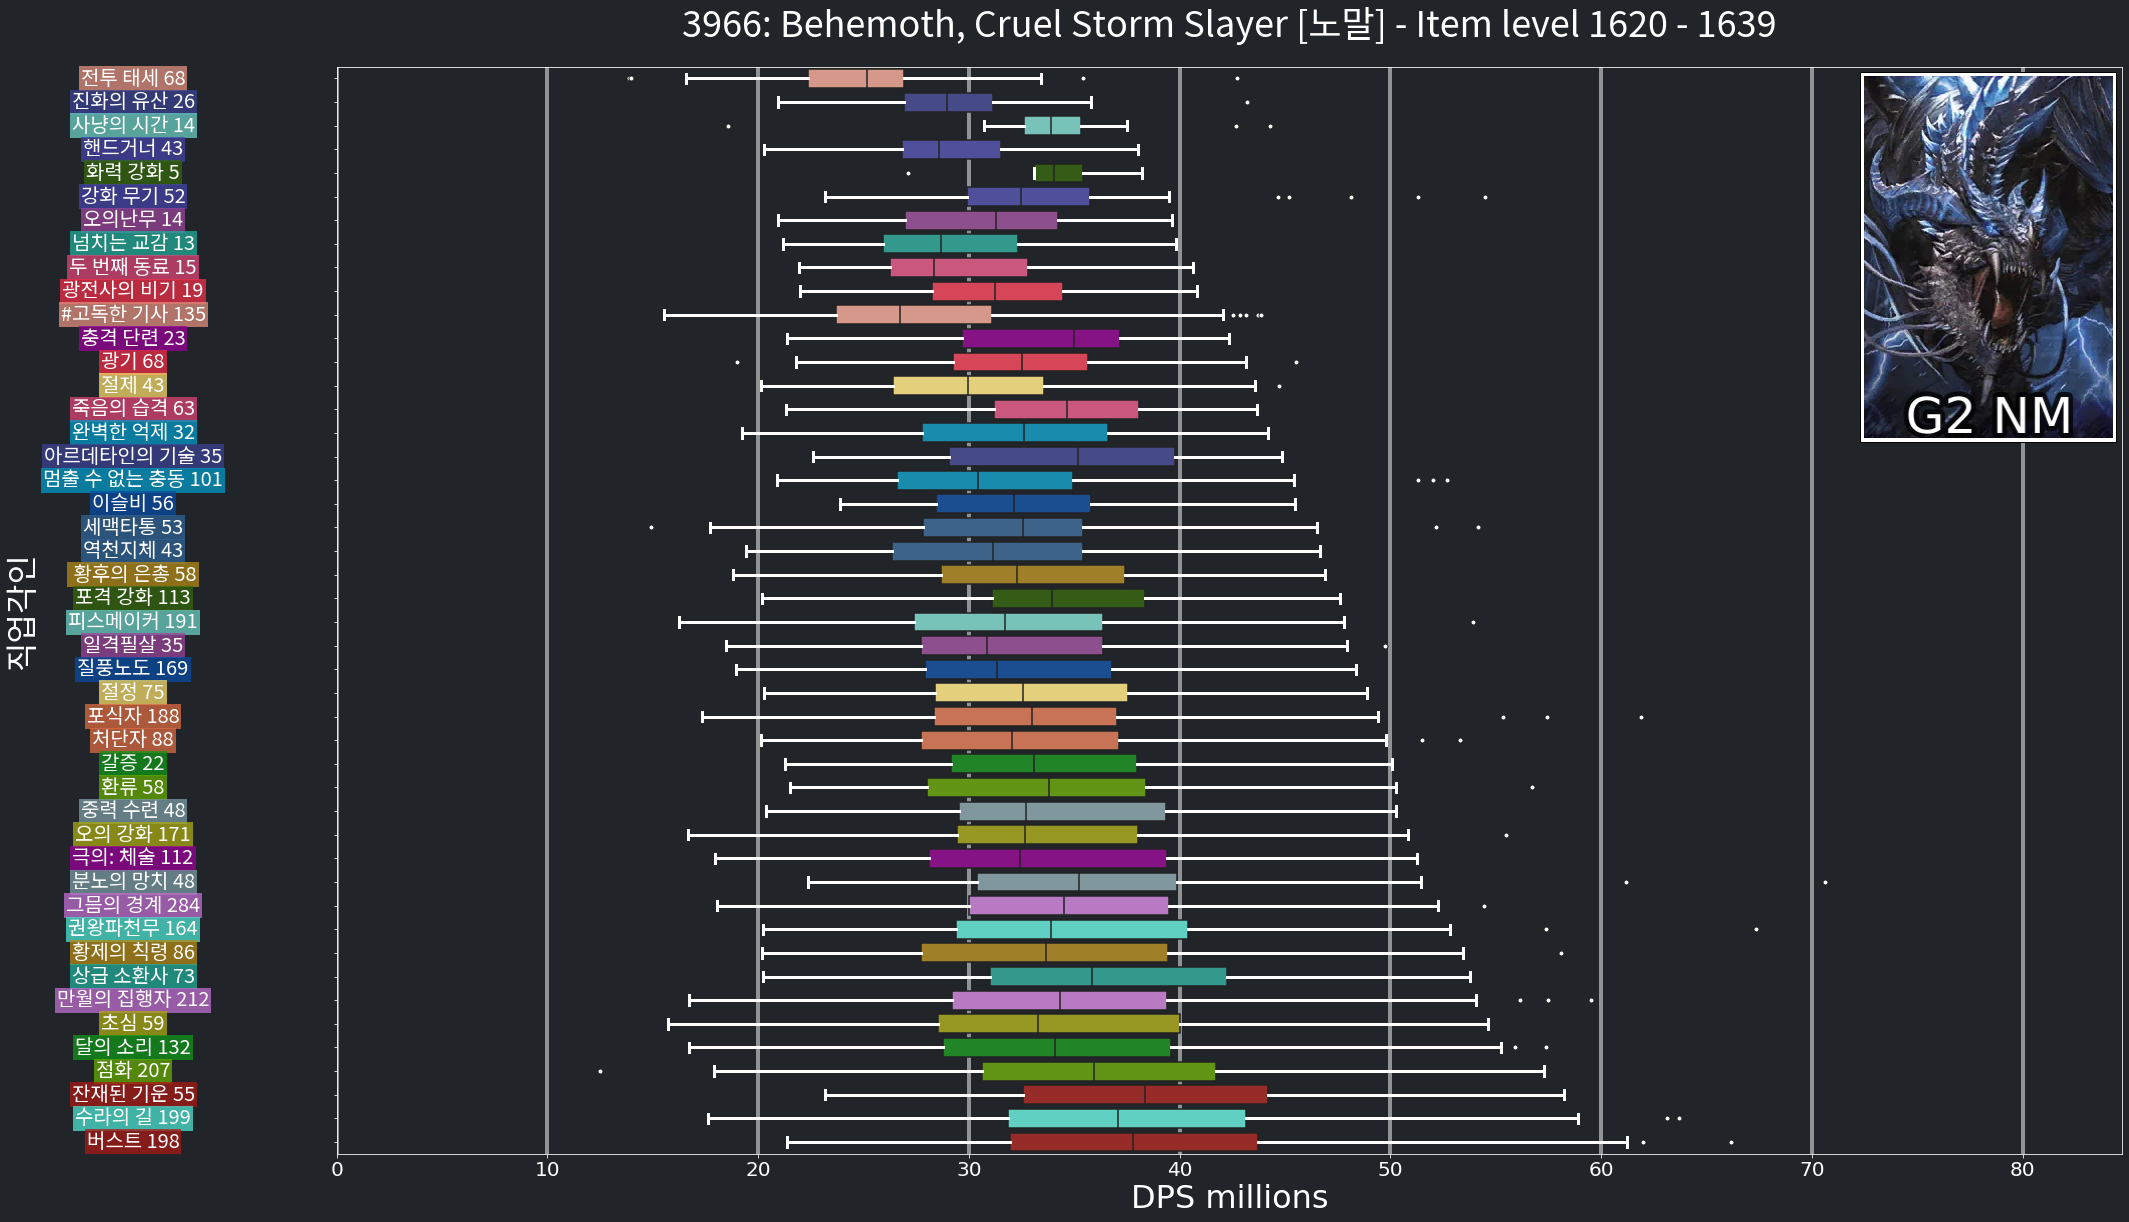 3966: Behemoth, Cruel Storm Slayer [노말] - Item level 1620 - 1639
전투 태세 68
진화의 유산 26
사냥의 시간 14
핸드거너 43
화력 강화 5
강화 무기 52
오의난무 14
넘치는 교감 13
두 번째 동료 15
광전사의 비기 19
#고독한 기사 135
충격 단련 23
광기 68
절제 43
죽음의 습격 63
완벽한 억제 32
아르데타인의 기술 35
멈출 수 없는 충동 101
이슬비 56
세맥타통 53
역천지체 43
황후의 은총 58
포격 강화 113
피스메이커 191
일격필살 35
질풍노도 169
절정 75
포식자 188
처단자 88
갈증 22
환류 58
중력 수련 48
오의 강화 171
극의: 체술 112
분노의 망치 48
그믐의 경계 284
권왕파천무 164
황제의 칙령 86
상급 소환사 73
만월의 집행자 212
초심 59
달의 소리 132
점화 207
잔재된 기운 55
수라의 길 199
버스트 198
직업각인
G2 NM
0 10 20 30 40 50 60 70 80
DPS millions